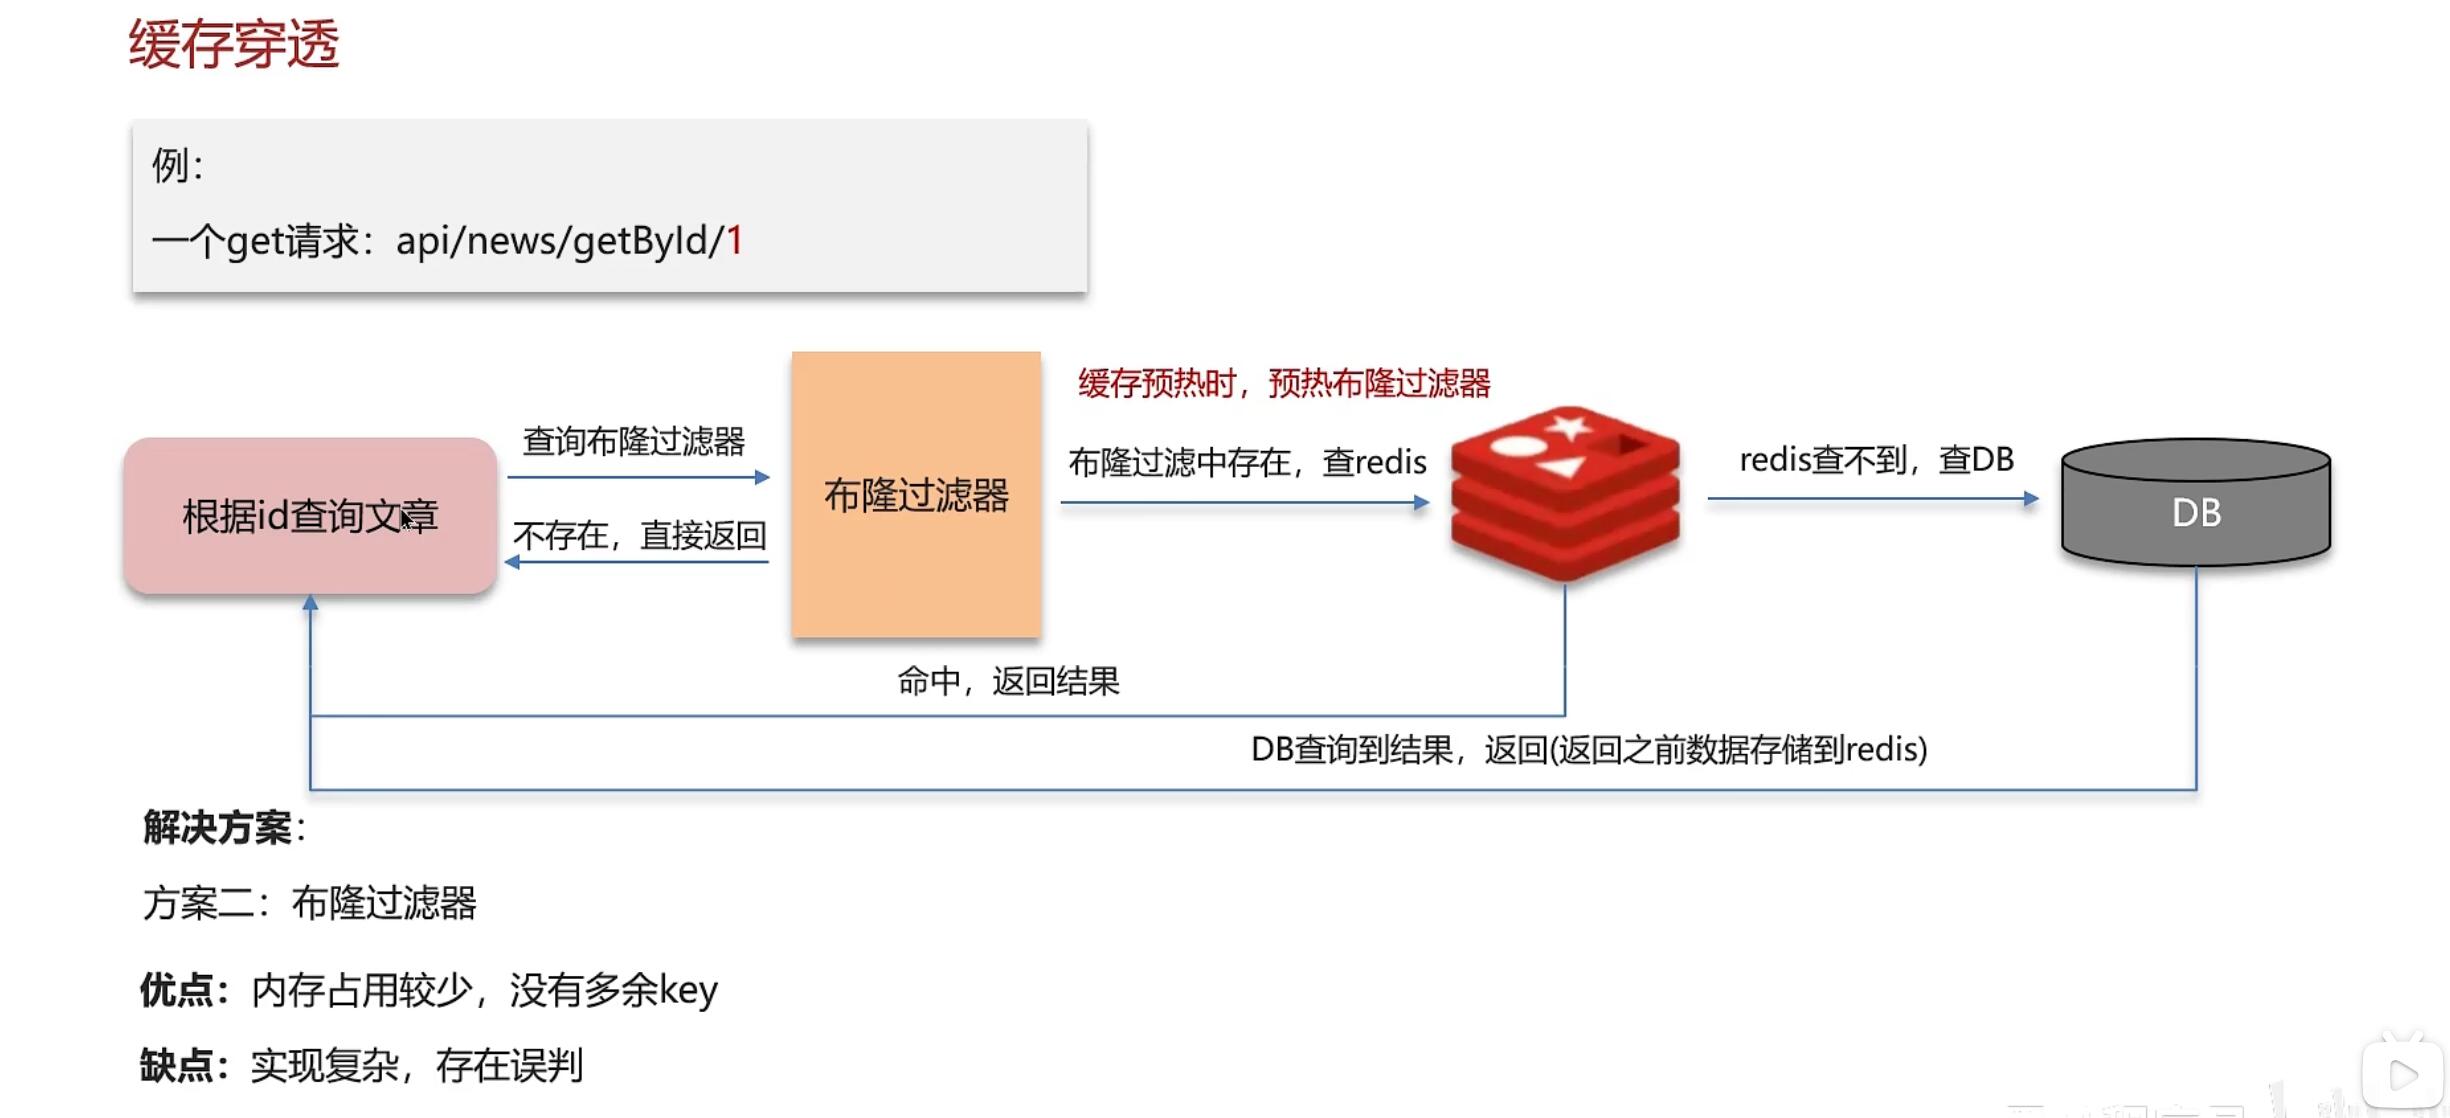 缓存穿透
例：
一个get请求：api/news/getById/1
缓存预热时，预热布隆过滤器
查询布隆过滤器
布隆过滤中存在，查redis
redis查不到，查DB
根据id查询文章
布隆过滤器
DB
不存在，直接返回
命中，返回结果
DB查询到结果，返回(返回之前数据存储到redis)
解决方案：
方案二：布隆过滤器
优点：内存占用较少，没有多余key
缺点：实现复杂，存在误判